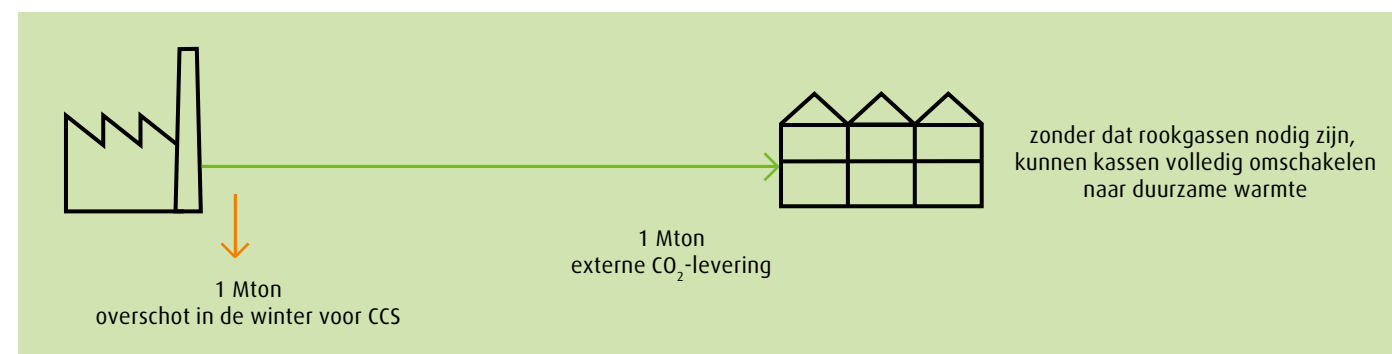 zonder dat rookgassen nodig zijn,
kunnen kassen volledig omschakelen
naar duurzame warmte
1 Mton
externe CO₂-levering
1 Mton
overschot in de winter voor CCS